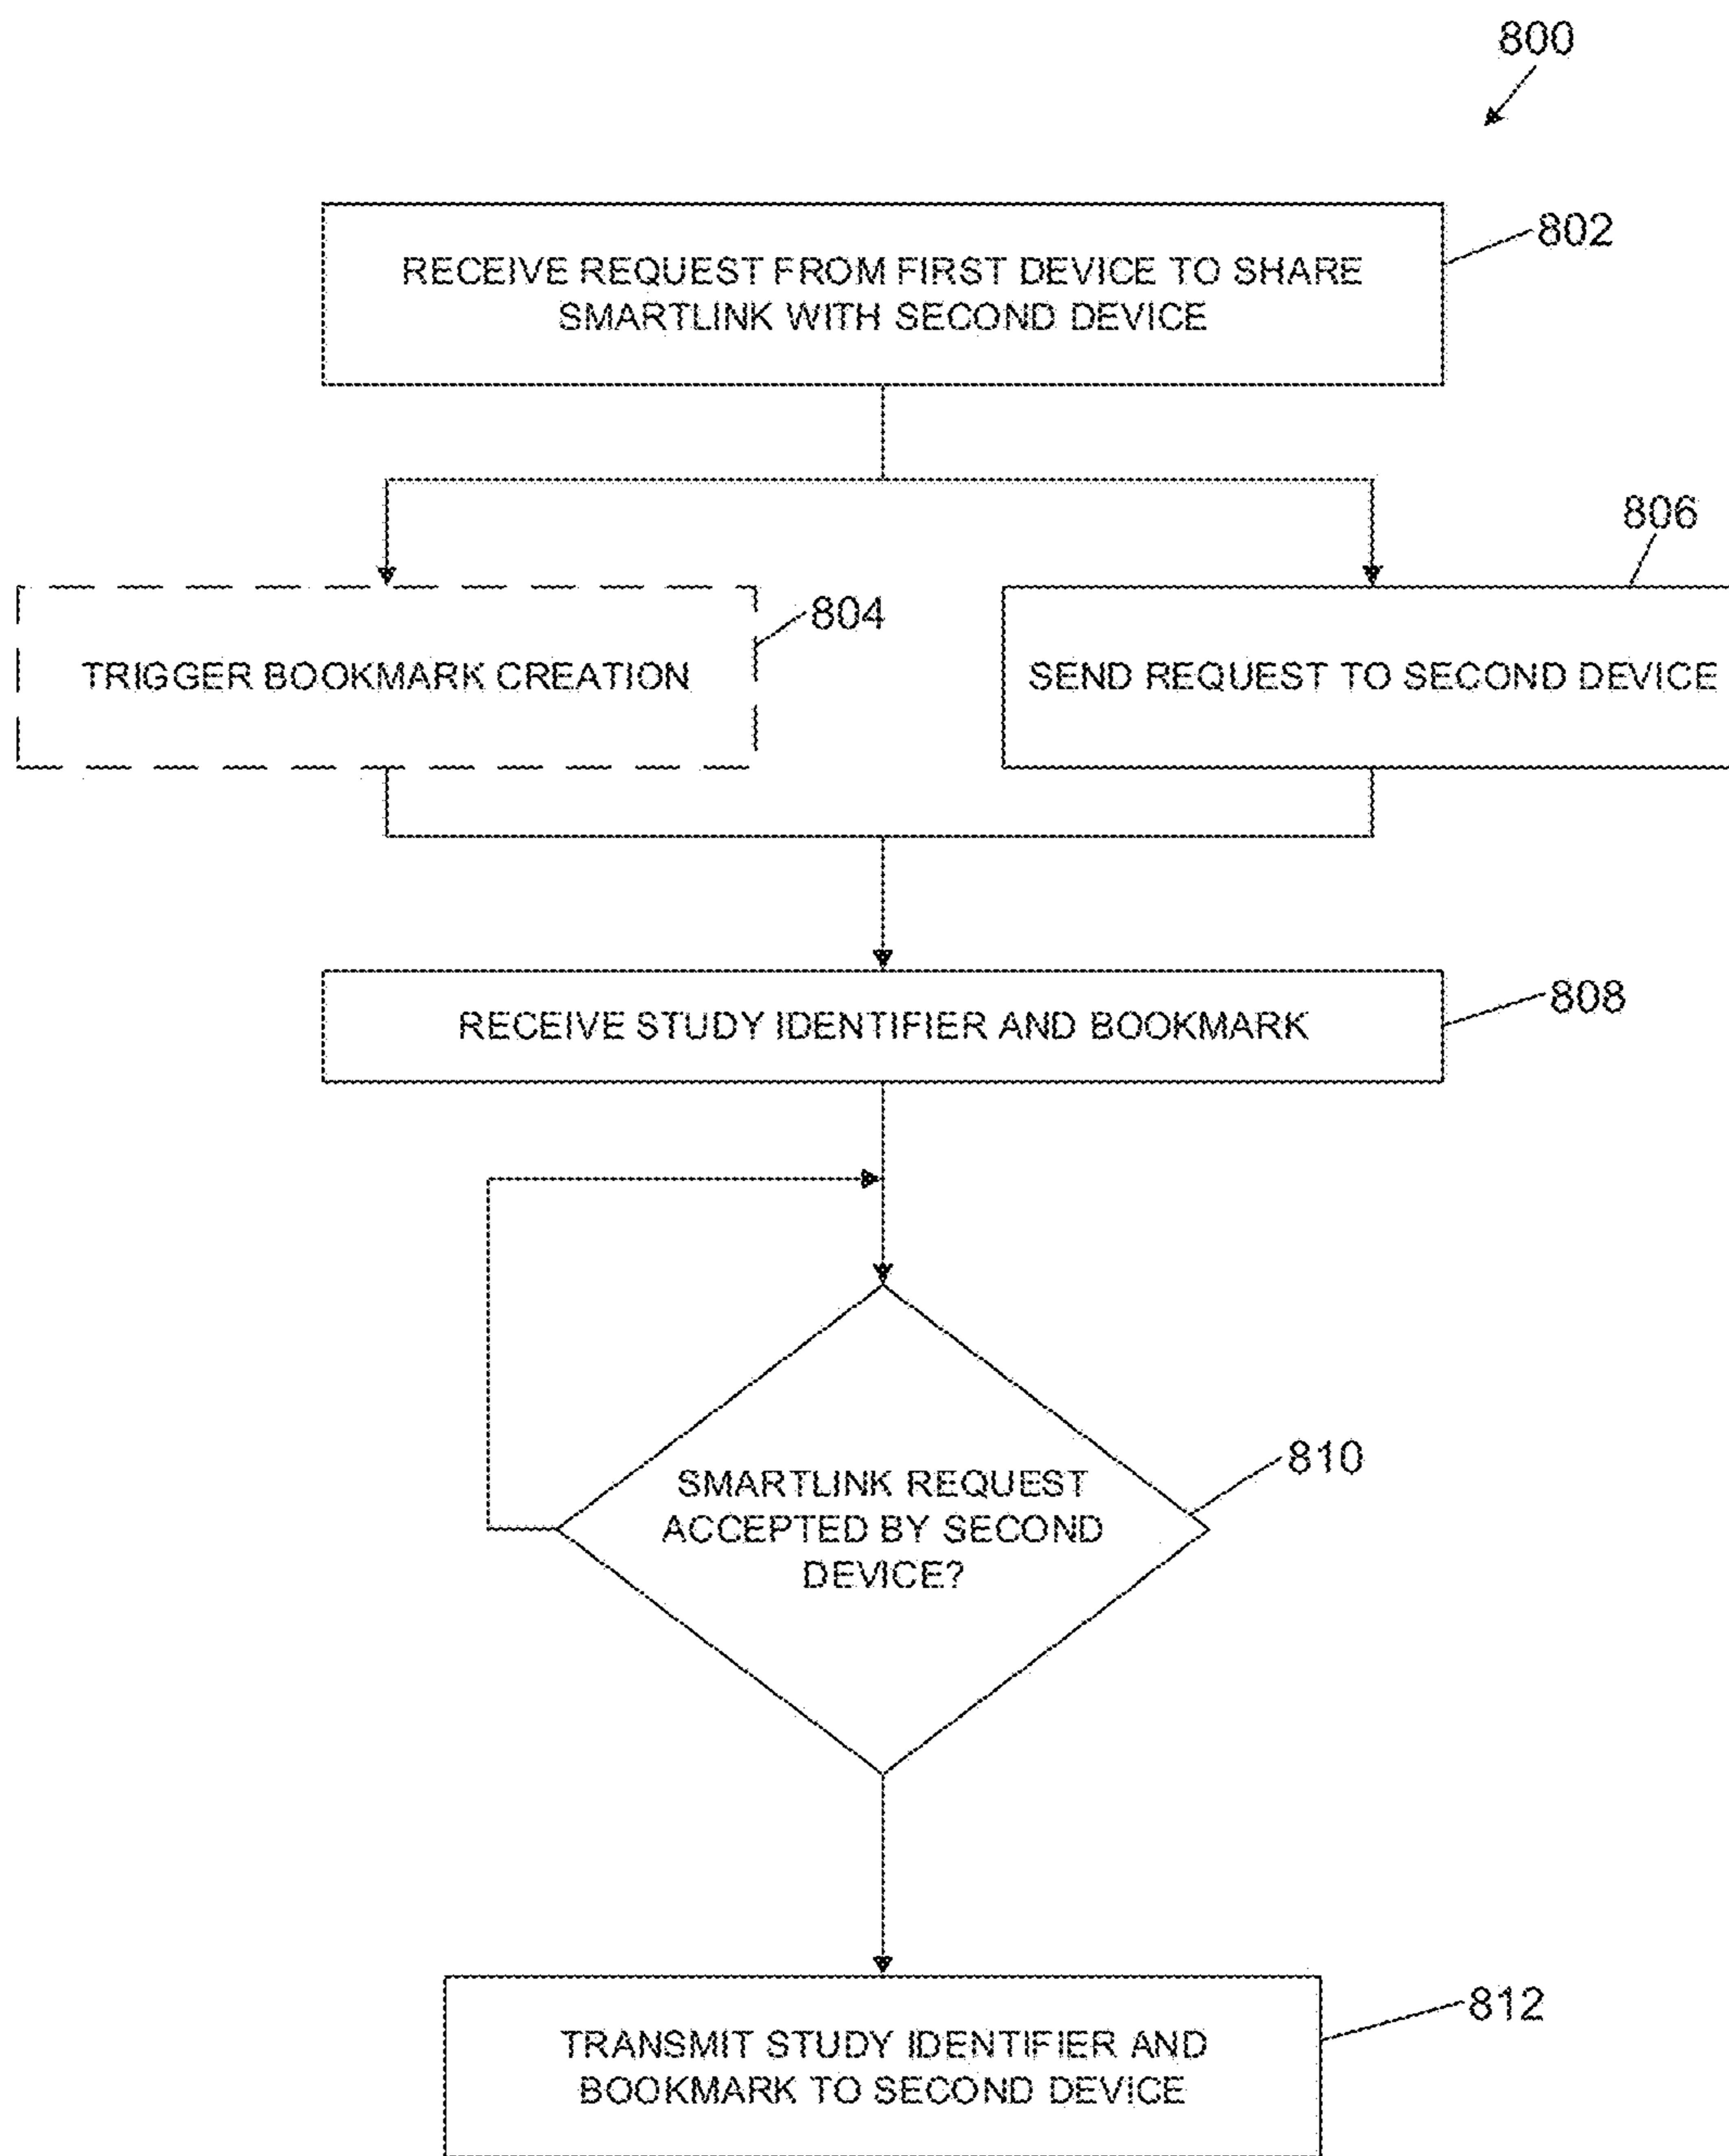 800
RECEIVE REQUEST FROM FIRST DEVICE TO SHARE
SMARTLINK WITH SECOND DEVICE
802
806
804
TRIGGER BOOKMARK CREATION
SEND REQUEST TO SECOND DEVICE
RECEIVE STUDY IDENTIFIER AND BOOKMARK
808
SMARTLINK REQUEST
ACCEPTED BY SECOND
DEVICE?
810
TRANSMIT STUDY IDENTIFIER AND
BOOKMARK TO SECOND DEVICE
812